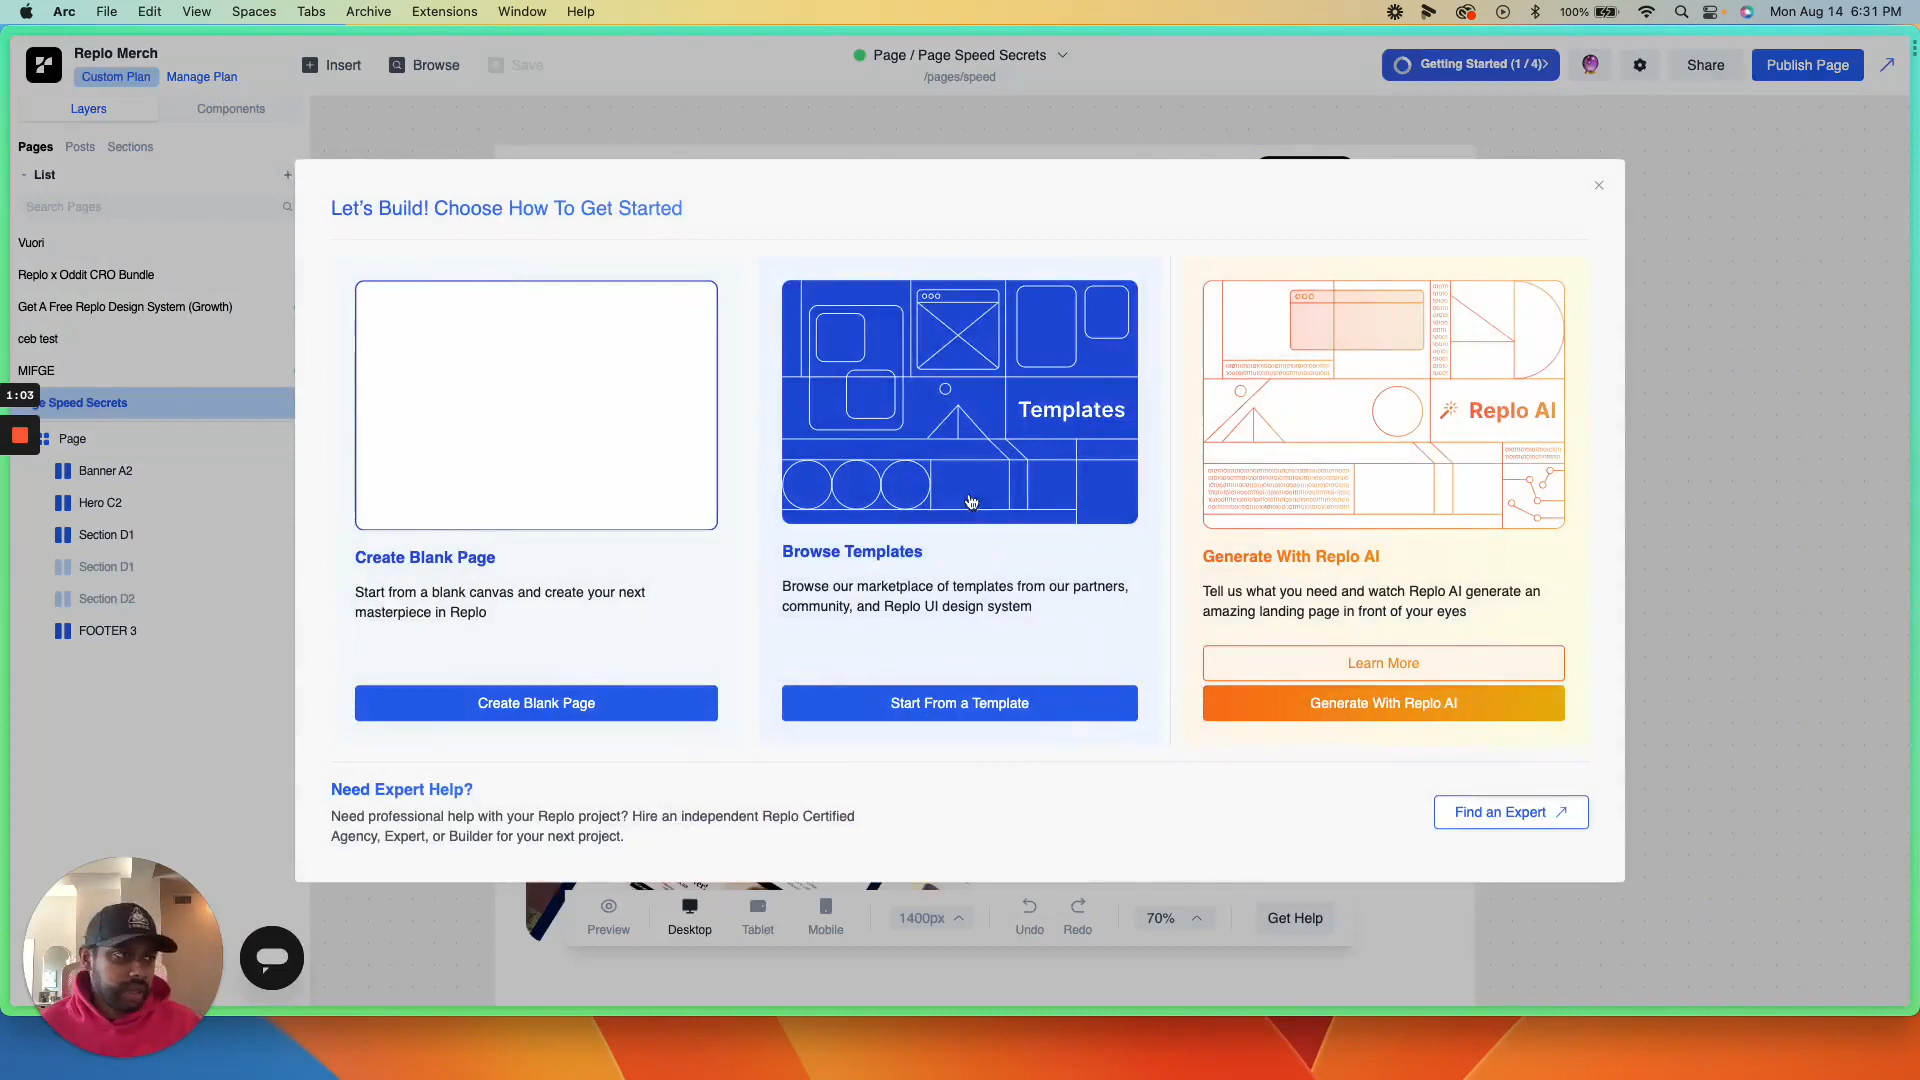 Arc File Edit View Spaces Tabs Archive Extensions Window Help
100% Mon Aug 14 6:31 PM
Replo Merch
Custom Plan Manage Plan
Insert Browse Save
Page / Page Speed Secrets
/pages/speed
Getting Started (1 / 4)>
Share
Publish Page
Layers Components
Pages Posts Sections
- List +
Search Pages
Vuori
Replo x Oddit CRO Bundle
Get A Free Replo Design System (Growth)
ceb test
MIFGE
1:03
Speed Secrets
Page
Banner A2
Hero C2
Section D1
Section D1
Section D2
FOOTER 3
Let's Build! Choose How To Get Started
Create Blank Page
Start from a blank canvas and create your next
masterpiece in Replo
Create Blank Page
Templates
Browse Templates
Browse our marketplace of templates from our partners,
community, and Replo UI design system
Start From a Template
Replo AI
Generate With Replo AI
Tell us what you need and watch Replo AI generate an
amazing landing page in front of your eyes
Learn More
Generate With Replo AI
Need Expert Help?
Need professional help with your Replo project? Hire an independent Replo Certified
Agency, Expert, or Builder for your next project.
Find an Expert
Preview Desktop Tablet Mobile
1400px
Undo Redo
70%
Get Help